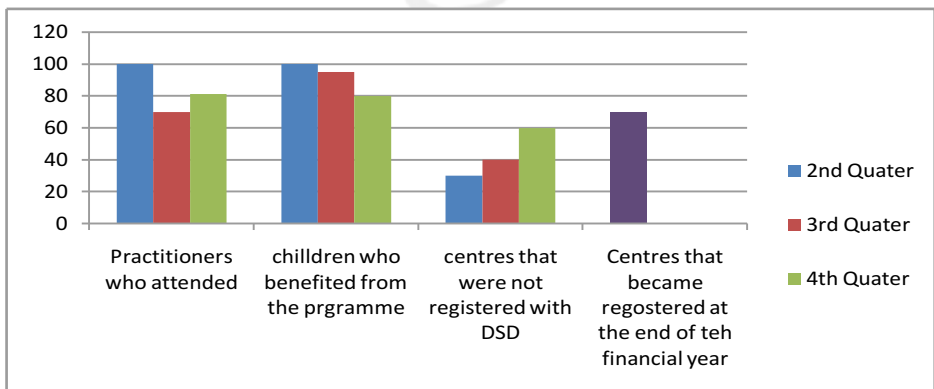 120
100
80
60
40
20
0
Practitioners
who attended
chilldren who
benefited from
the prgramme
centres that
were not
registered with
DSD
Centres that
became
regostered at
the end of teh
financial year
2nd Quater
3rd Quater
4th Quater